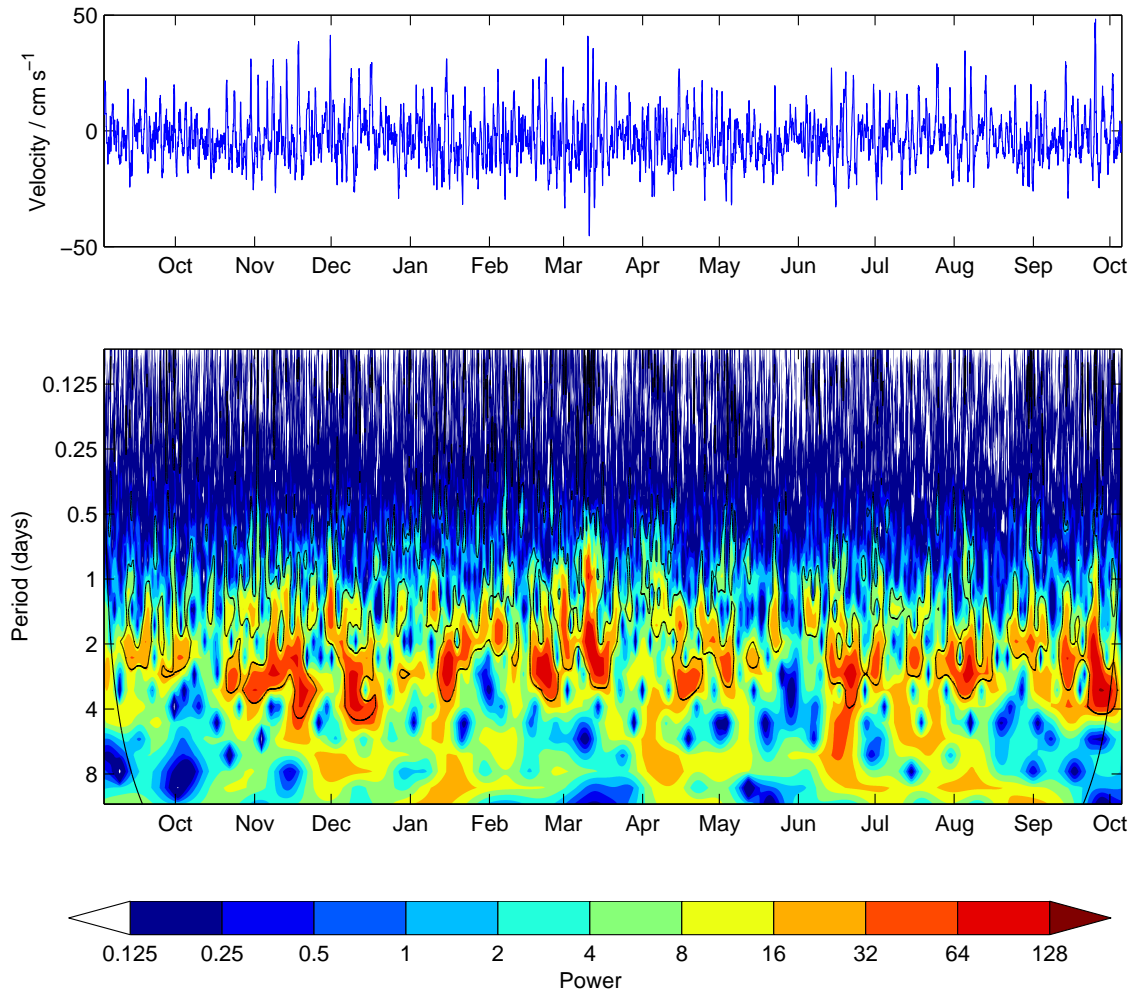 50
0
−50
Velocity / cm s⁻¹
Oct Nov Dec Jan Feb Mar Apr May Jun Jul Aug Sep Oct
0.125
0.25
0.5
1
2
4
8
Period (days)
Oct Nov Dec Jan Feb Mar Apr May Jun Jul Aug Sep Oct
0.125 0.25 0.5 1 2 4 8 16 32 64 128
Power